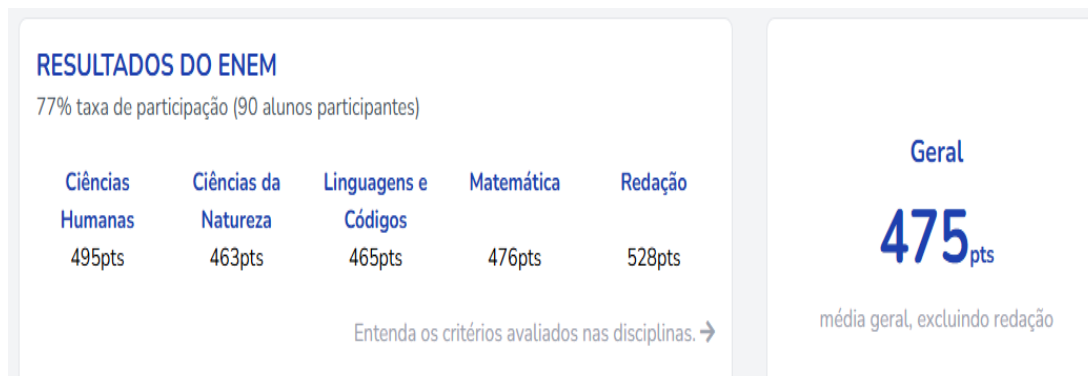 RESULTADOS DO ENEM
77% taxa de participação (90 alunos participantes)
Ciências Humanas
495pts
Ciências da Natureza
463pts
Linguagens e Códigos
465pts
Matemática
476pts
Redação
528pts
Entenda os critérios avaliados nas disciplinas. →
Geral
475pts
média geral, excluindo redação